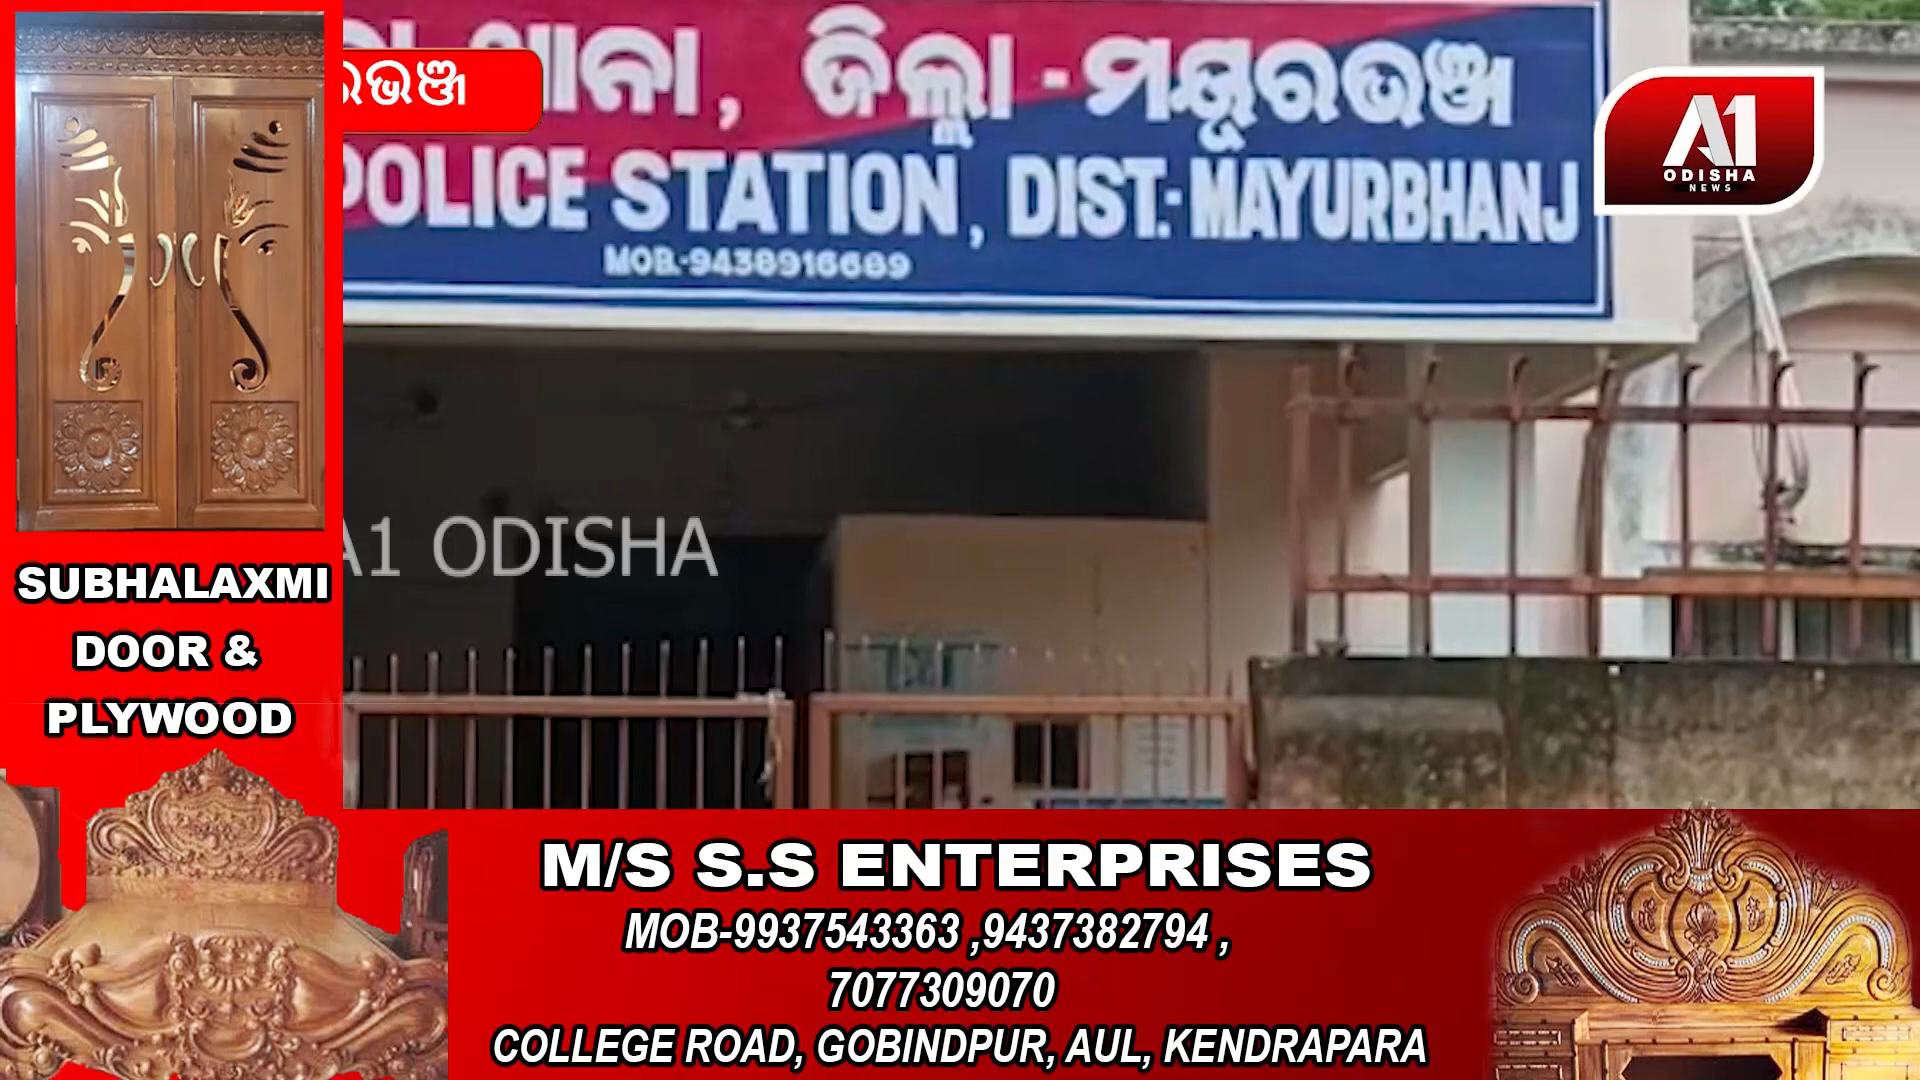 ଥାନା, ଜିଲ୍ଲା - ମୟୂରଭଞ୍ଜ
POLICE STATION, DIST:- MAYURBHANJ
MOB.-9438916689
A1
ODISHA
NEWS
A1 ODISHA
SUBHALAXMI
DOOR &
PLYWOOD
M/S S.S ENTERPRISES
MOB-9937543363 ,9437382794 ,
7077309070
COLLEGE ROAD, GOBINDPUR, AUL, KENDRAPARA